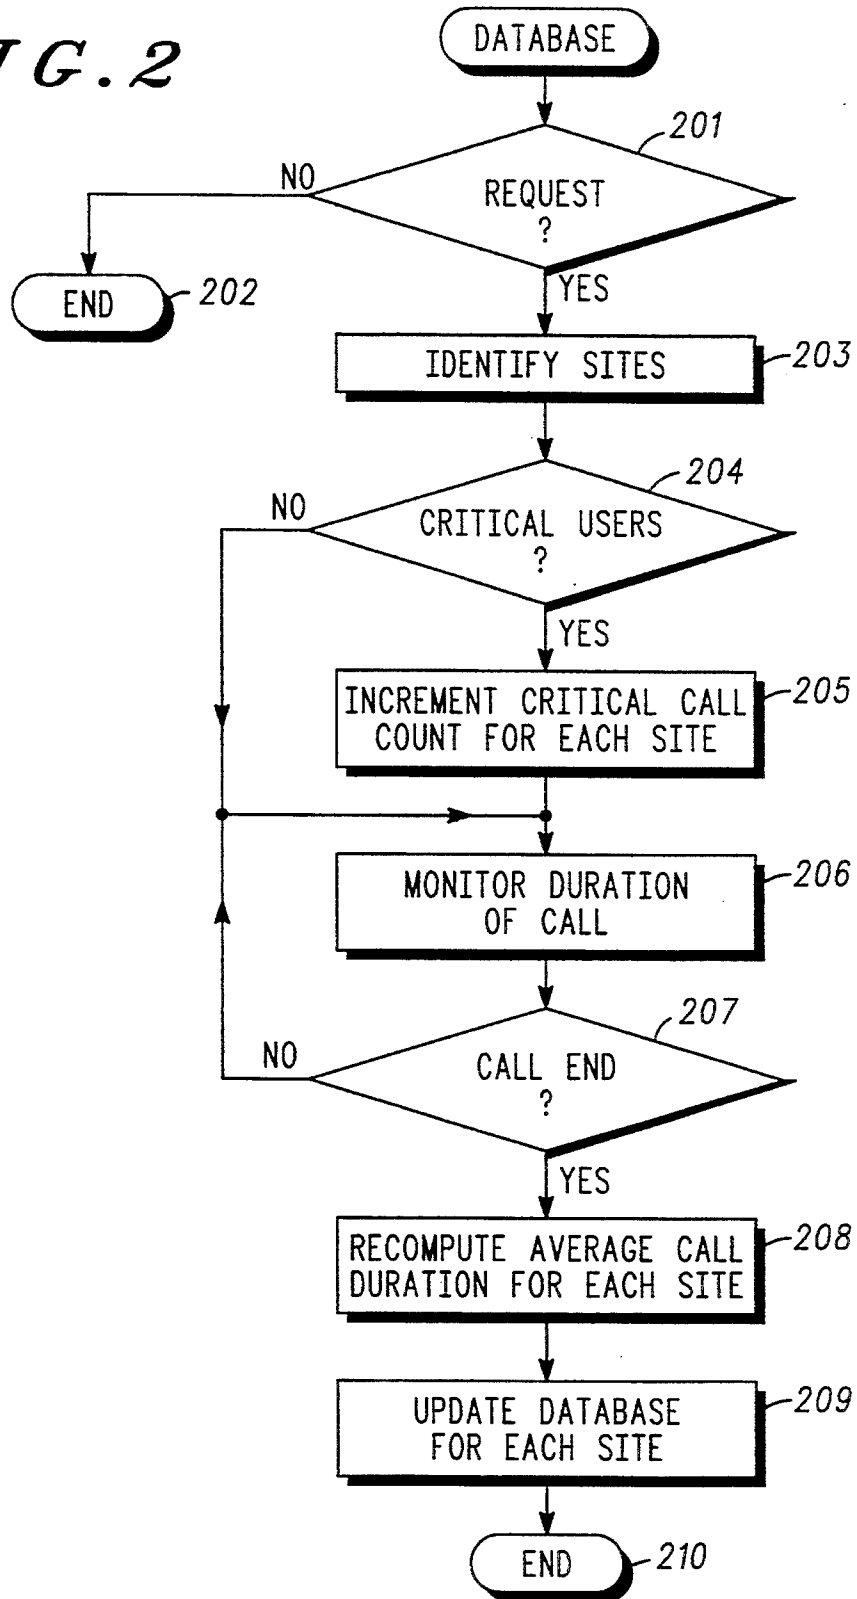 G.2
DATABASE
201
REQUEST
?
NO
YES
END
202
IDENTIFY SITES
203
204
CRITICAL USERS
?
NO
YES
INCREMENT CRITICAL CALL
COUNT FOR EACH SITE
205
MONITOR DURATION
OF CALL
206
207
CALL END
?
NO
YES
RECOMPUTE AVERAGE CALL
DURATION FOR EACH SITE
208
UPDATE DATABASE
FOR EACH SITE
209
END
210